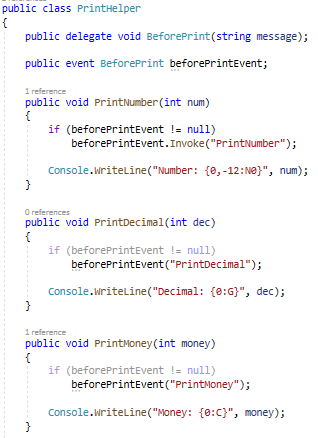 public class PrintHelper
{
public delegate void BeforePrint(string message);
public event BeforePrint beforePrintEvent;
1 reference
public void PrintNumber(int num)
{
if (beforePrintEvent != null)
beforePrintEvent.Invoke("PrintNumber");
Console.WriteLine("Number: {0,-12:N0}", num);
}
0 references
public void PrintDecimal(int dec)
{
if (beforePrintEvent != null)
beforePrintEvent("PrintDecimal");
Console.WriteLine("Decimal: {0:G}", dec);
}
1 reference
public void PrintMoney(int money)
{
if (beforePrintEvent != null)
beforePrintEvent("PrintMoney");
Console.WriteLine("Money: {0:C}", money);
}